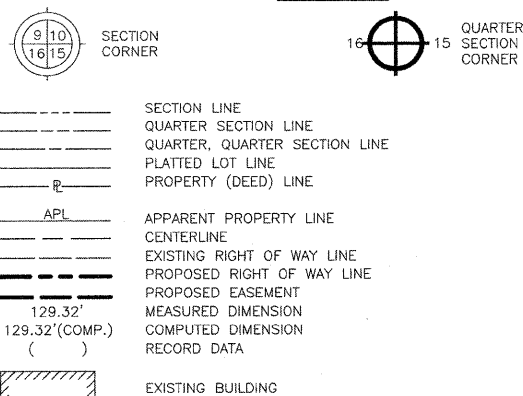 9 10
16 15
SECTION
CORNER
16 15
QUARTER
SECTION
CORNER
SECTION LINE
QUARTER SECTION LINE
QUARTER, QUARTER SECTION LINE
PLATTED LOT LINE
PL PROPERTY (DEED) LINE
APL APPARENT PROPERTY LINE
CENTERLINE
EXISTING RIGHT OF WAY LINE
PROPOSED RIGHT OF WAY LINE
PROPOSED EASEMENT
129.32' MEASURED DIMENSION
129.32'(COMP.) COMPUTED DIMENSION
( ) RECORD DATA
EXISTING BUILDING